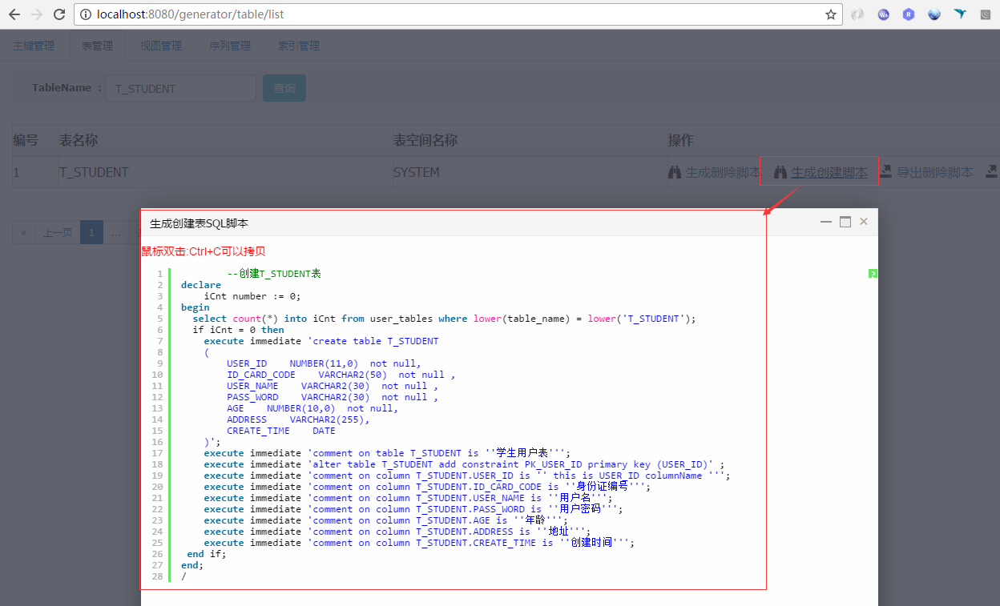 localhost:8080/generator/table/list
主键管理 表管理 视图管理 序列管理 索引管理
TableName : T_STUDENT 查询
编号 表名称 表空间名称 操作
1 T_STUDENT SYSTEM 生成删除脚本 生成创建脚本 导出删除脚本
« 上一页 1 ...
生成创建表SQL脚本
鼠标双击:Ctrl+C可以拷贝
?
1 --创建T_STUDENT表
2 declare
3 iCnt number := 0;
4 begin
5 select count(*) into iCnt from user_tables where lower(table_name) = lower('T_STUDENT');
6 if iCnt = 0 then
7 execute immediate 'create table T_STUDENT
8 (
9 USER_ID NUMBER(11,0) not null,
10 ID_CARD_CODE VARCHAR2(50) not null ,
11 USER_NAME VARCHAR2(30) not null ,
12 PASS_WORD VARCHAR2(30) not null ,
13 AGE NUMBER(10,0) not null,
14 ADDRESS VARCHAR2(255),
15 CREATE_TIME DATE
16 )';
17 execute immediate 'comment on table T_STUDENT is ''学生用户表''';
18 execute immediate 'alter table T_STUDENT add constraint PK_USER_ID primary key (USER_ID)' ;
19 execute immediate 'comment on column T_STUDENT.USER_ID is '' this is USER_ID columnName ''';
20 execute immediate 'comment on column T_STUDENT.ID_CARD_CODE is ''身份证编号''';
21 execute immediate 'comment on column T_STUDENT.USER_NAME is ''用户名''';
22 execute immediate 'comment on column T_STUDENT.PASS_WORD is ''用户密码''';
23 execute immediate 'comment on column T_STUDENT.AGE is ''年龄''';
24 execute immediate 'comment on column T_STUDENT.ADDRESS is ''地址''';
25 execute immediate 'comment on column T_STUDENT.CREATE_TIME is ''创建时间''';
26 end if;
27 end;
28 /